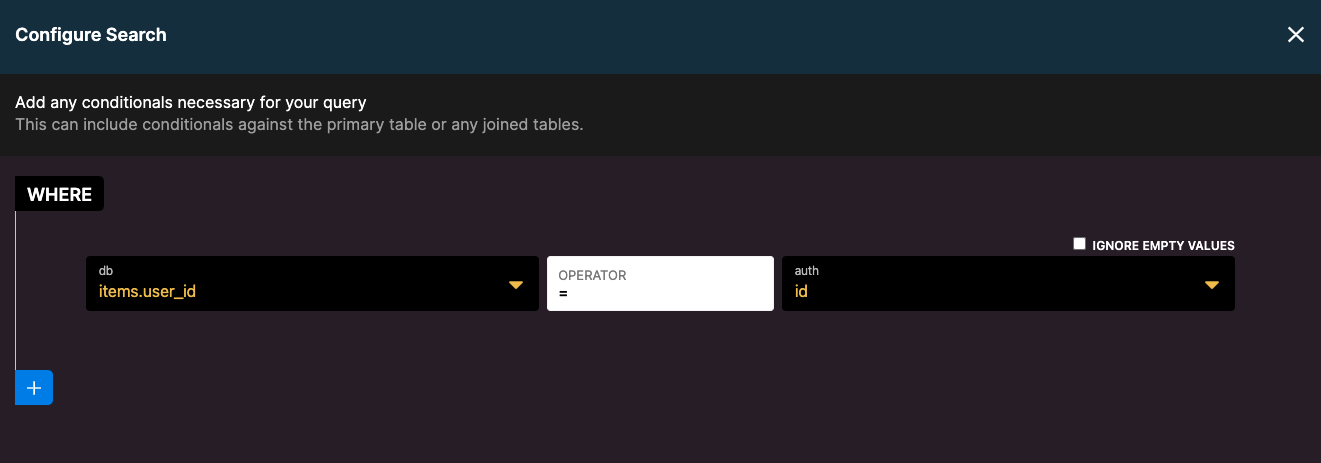 Configure Search
Add any conditionals necessary for your query
This can include conditionals against the primary table or any joined tables.
WHERE
IGNORE EMPTY VALUES
db
items.user_id
OPERATOR
=
auth
id